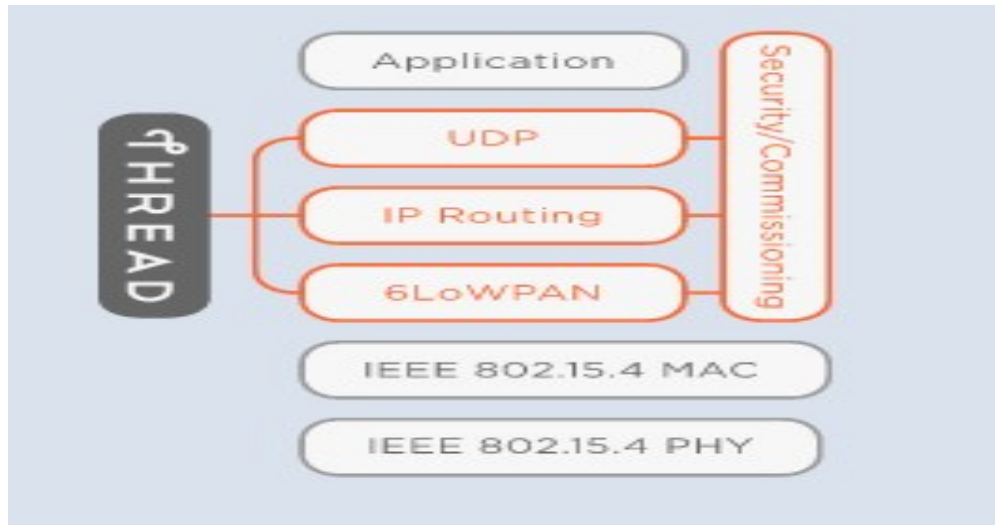 Application
Security/Commissioning
THREAD
UDP
IP Routing
6LoWPAN
IEEE 802.15.4 MAC
IEEE 802.15.4 PHY